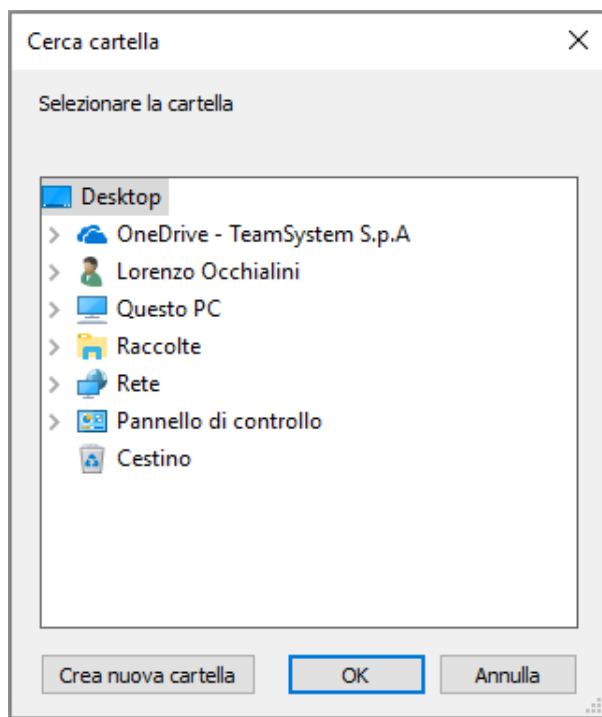 Cerca cartella
Selezionare la cartella
Desktop
OneDrive - TeamSystem S.p.A
Lorenzo Occhialini
Questo PC
Raccolte
Rete
Pannello di controllo
Cestino
Crea nuova cartella OK Annulla